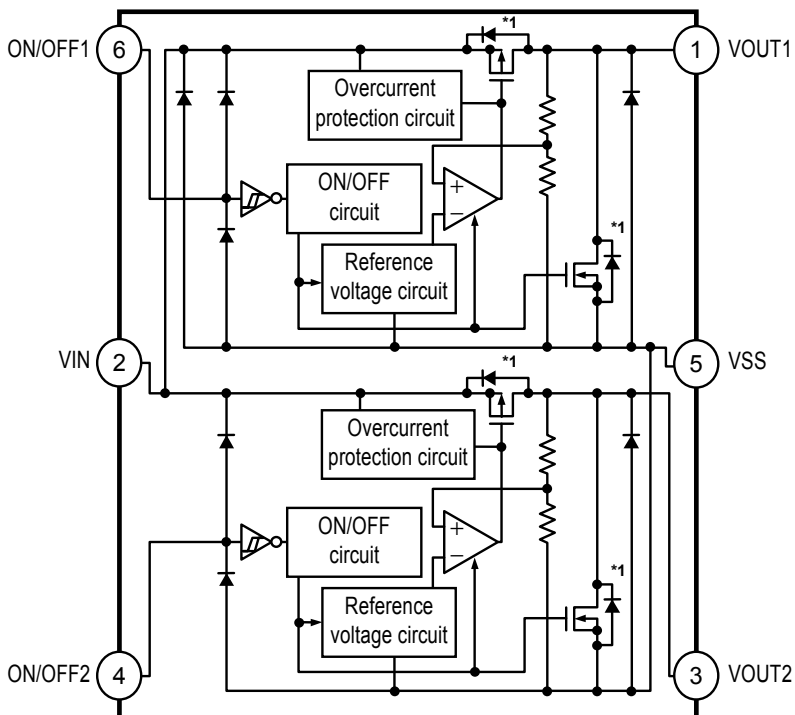 ON/OFF1
6
*1
1
VOUT1
Overcurrent
protection circuit
ON/OFF
circuit
+
−
*1
Reference
voltage circuit
VIN
2
5
VSS
*1
Overcurrent
protection circuit
ON/OFF
circuit
+
−
*1
Reference
voltage circuit
ON/OFF2
4
3
VOUT2